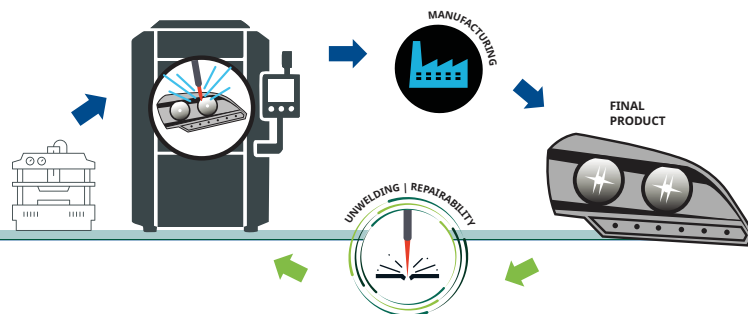 MANUFACTURING
FINAL
PRODUCT
UNWELDING | REPAIRABILITY